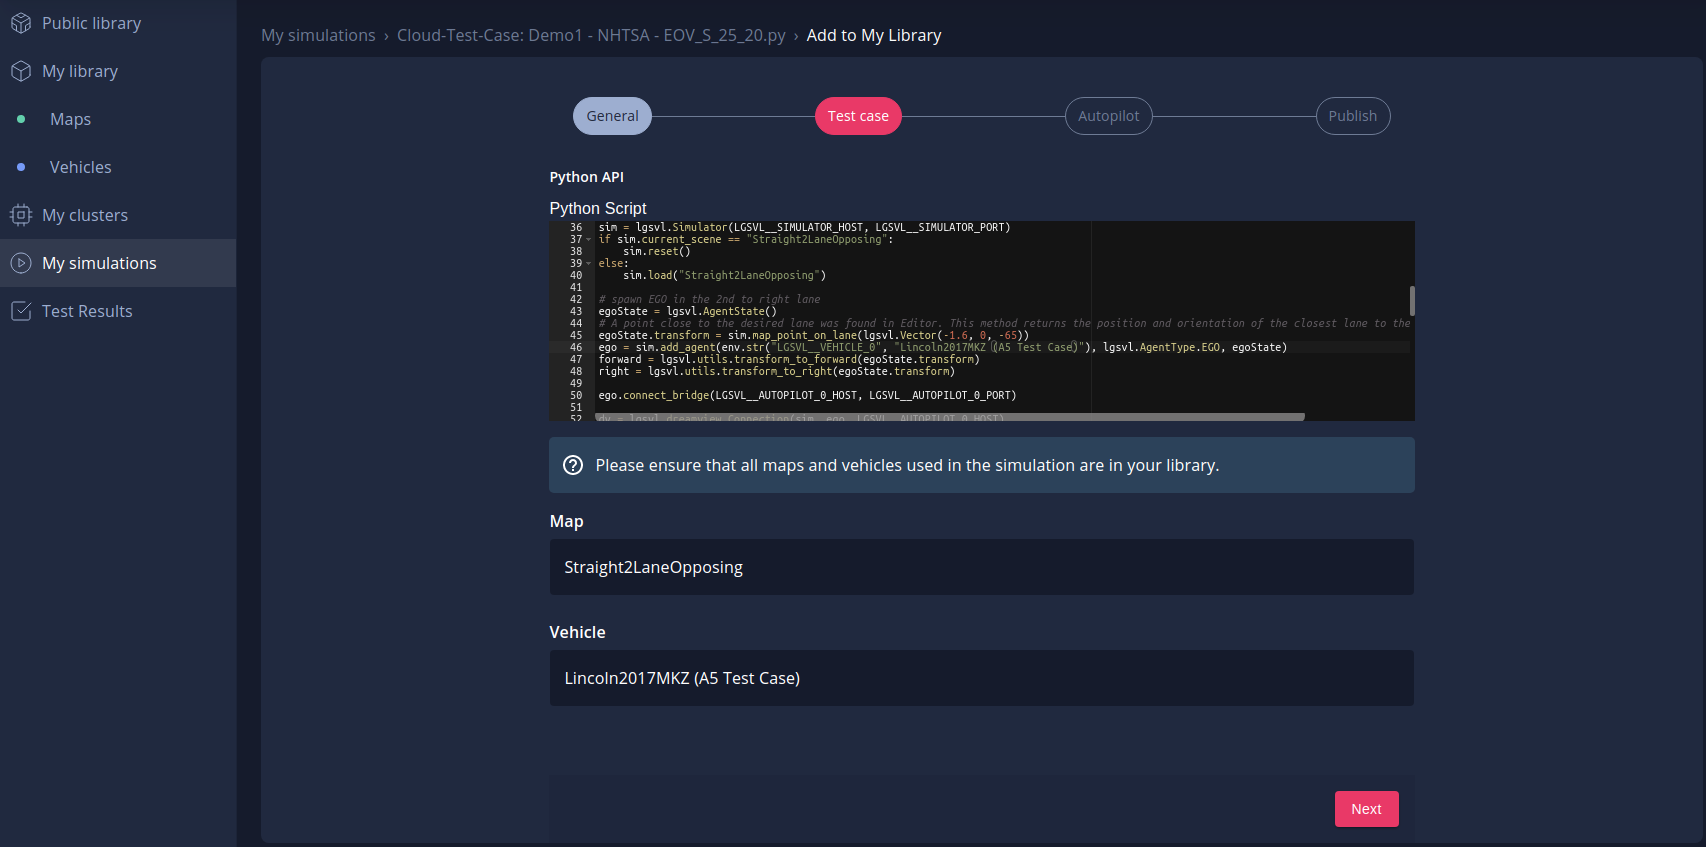 Public library
My library
Maps
Vehicles
My clusters
My simulations
Test Results
My simulations › Cloud-Test-Case: Demo1 - NHTSA - EOV_S_25_20.py › Add to My Library
General
Test case
Autopilot
Publish
Python API
Python Script
36 sim = lgsvl.Simulator(LGSVL__SIMULATOR_HOST, LGSVL__SIMULATOR_PORT)
37 if sim.current_scene == "Straight2LaneOpposing":
38 sim.reset()
39 else:
40 sim.load("Straight2LaneOpposing")
41
42 # spawn EGO in the 2nd to right lane
43 egoState = lgsvl.AgentState()
44 # A point close to the desired lane was found in Editor. This method returns the position and orientation of the closest lane to the
45 egoState.transform = sim.map_point_on_lane(lgsvl.Vector(-1.6, 0, -65))
46 ego = sim.add_agent(env.str("LGSVL__VEHICLE_0", "Lincoln2017MKZ (A5 Test Case)"), lgsvl.AgentType.EGO, egoState)
47 forward = lgsvl.utils.transform_to_forward(egoState.transform)
48 right = lgsvl.utils.transform_to_right(egoState.transform)
49
50 ego.connect_bridge(LGSVL__AUTOPILOT_0_HOST, LGSVL__AUTOPILOT_0_PORT)
51
52 dv = lgsvl.dreamview.Connection(sim, ego, LGSVL__AUTOPILOT_0_HOST)
Please ensure that all maps and vehicles used in the simulation are in your library.
Map
Straight2LaneOpposing
Vehicle
Lincoln2017MKZ (A5 Test Case)
Next